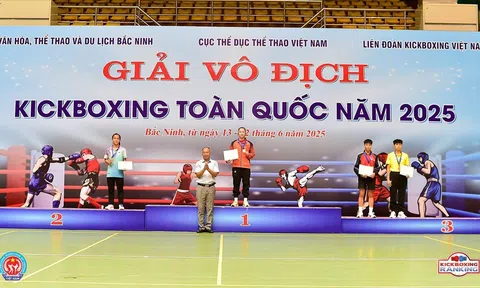 VĂN HÓA, THỂ THAO VÀ DU LỊCH BẮC NINH
CỤC THỂ DỤC THỂ THAO VIỆT NAM
LIÊN ĐOÀN KICKBOXING VIỆT NAM
GIẢI VÔ ĐỊCH
KICKBOXING TOÀN QUỐC NĂM 2025
Bắc Ninh, từ ngày 13 - 2 tháng 6 năm 2025
2
1
3
KICKBOXING
RANKING